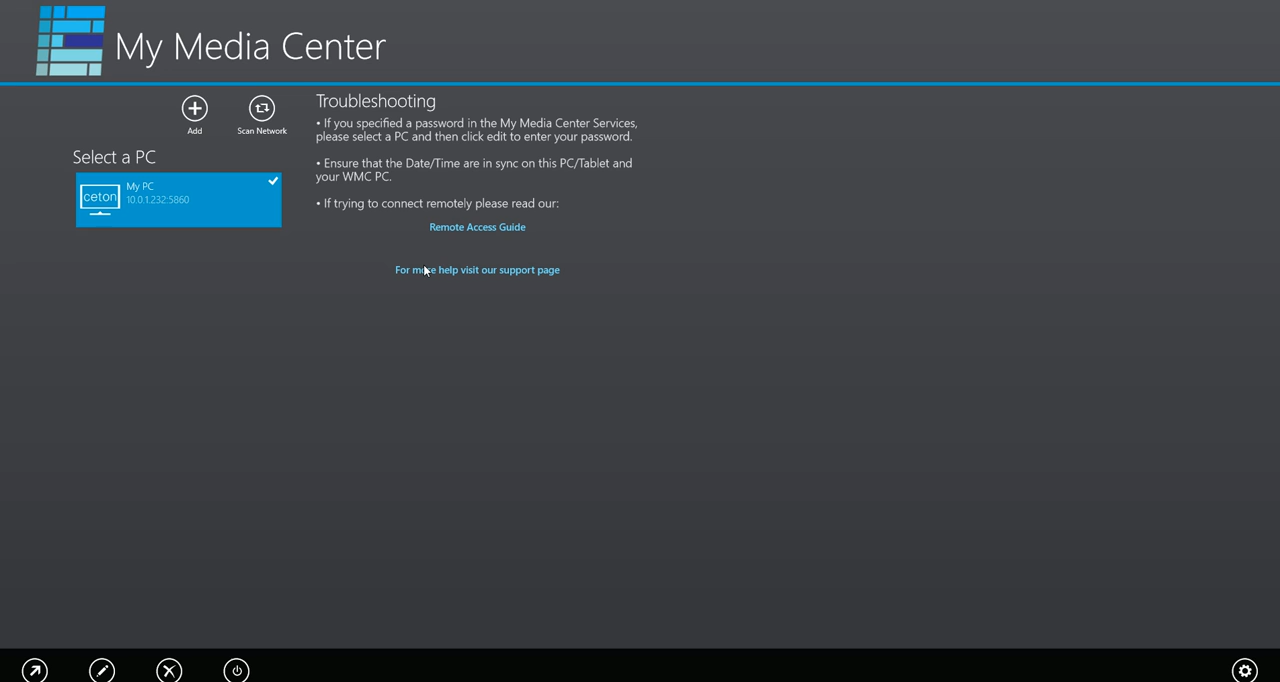 My Media Center
Add
Scan Network
Select a PC
ceton
My PC
10.0.1.232:5860
Troubleshooting
• If you specified a password in the My Media Center Services,
please select a PC and then click edit to enter your password.
• Ensure that the Date/Time are in sync on this PC/Tablet and
your WMC PC.
• If trying to connect remotely please read our:
Remote Access Guide
For more help visit our support page